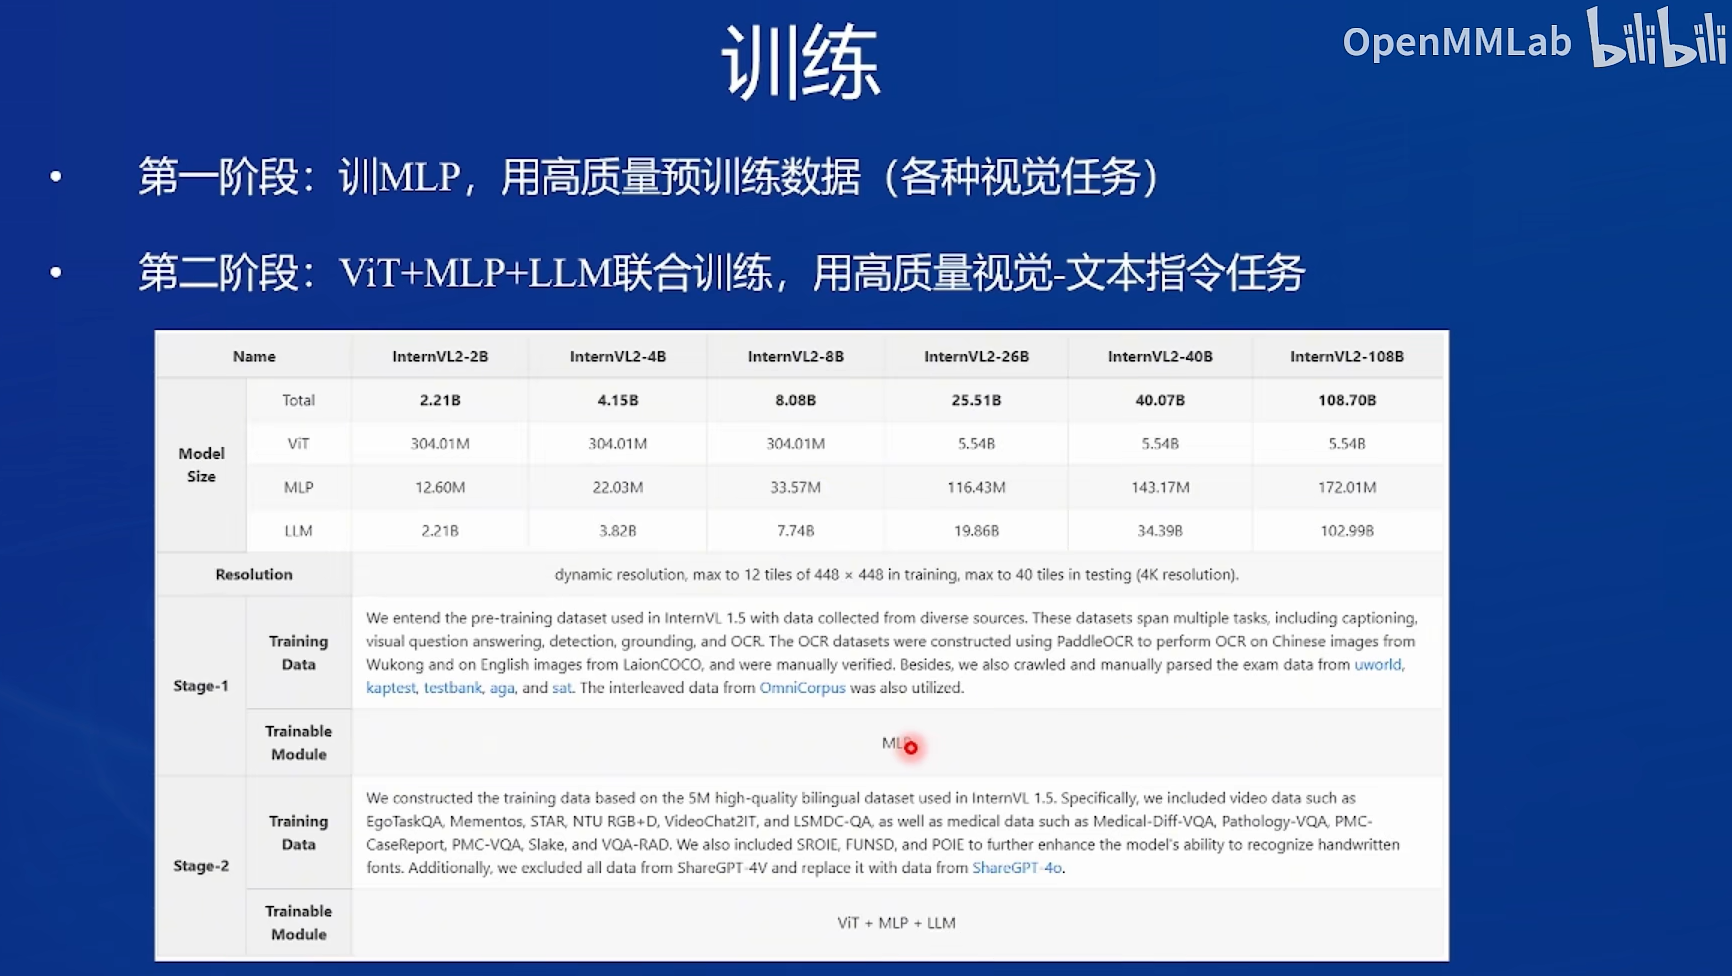 训练
OpenMMLab bilibili
• 第一阶段：训MLP，用高质量预训练数据（各种视觉任务）
• 第二阶段：ViT+MLP+LLM联合训练，用高质量视觉-文本指令任务
Name InternVL2-2B InternVL2-4B InternVL2-8B InternVL2-26B InternVL2-40B InternVL2-108B
Model Size
Total 2.21B 4.15B 8.08B 25.51B 40.07B 108.70B
ViT 304.01M 304.01M 304.01M 5.54B 5.54B 5.54B
MLP 12.60M 22.03M 33.57M 116.43M 143.17M 172.01M
LLM 2.21B 3.82B 7.74B 19.86B 34.39B 102.99B
Resolution dynamic resolution, max to 12 tiles of 448 × 448 in training, max to 40 tiles in testing (4K resolution).
Stage-1
Training Data
We entend the pre-training dataset used in InternVL 1.5 with data collected from diverse sources. These datasets span multiple tasks, including captioning,
visual question answering, detection, grounding, and OCR. The OCR datasets were constructed using PaddleOCR to perform OCR on Chinese images from
Wukong and on English images from LaionCOCO, and were manually verified. Besides, we also crawled and manually parsed the exam data from uworld,
kaptest, testbank, aga, and sat. The interleaved data from OmniCorpus was also utilized.
Trainable Module
MLP
Stage-2
Training Data
We constructed the training data based on the 5M high-quality bilingual dataset used in InternVL 1.5. Specifically, we included video data such as
EgoTaskQA, Mementos, STAR, NTU RGB+D, VideoChat2IT, and LSMDC-QA, as well as medical data such as Medical-Diff-VQA, Pathology-VQA, PMC-
CaseReport, PMC-VQA, Slake, and VQA-RAD. We also included SROIE, FUNSD, and POIE to further enhance the model's ability to recognize handwritten
fonts. Additionally, we excluded all data from ShareGPT-4V and replace it with data from ShareGPT-4o.
Trainable Module
ViT + MLP + LLM